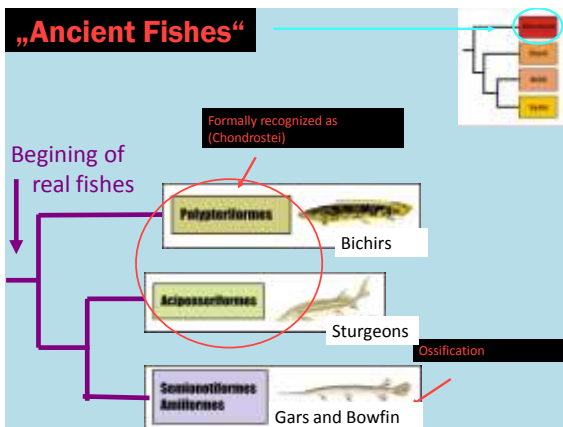 „Ancient Fishes“
Formally recognized as
(Chondrostei)
Begining of
real fishes
Polypteriformes
Bichirs
Acipenseriformes
Sturgeons
Ossification
Semionotiformes
Amiiformes
Gars and Bowfin